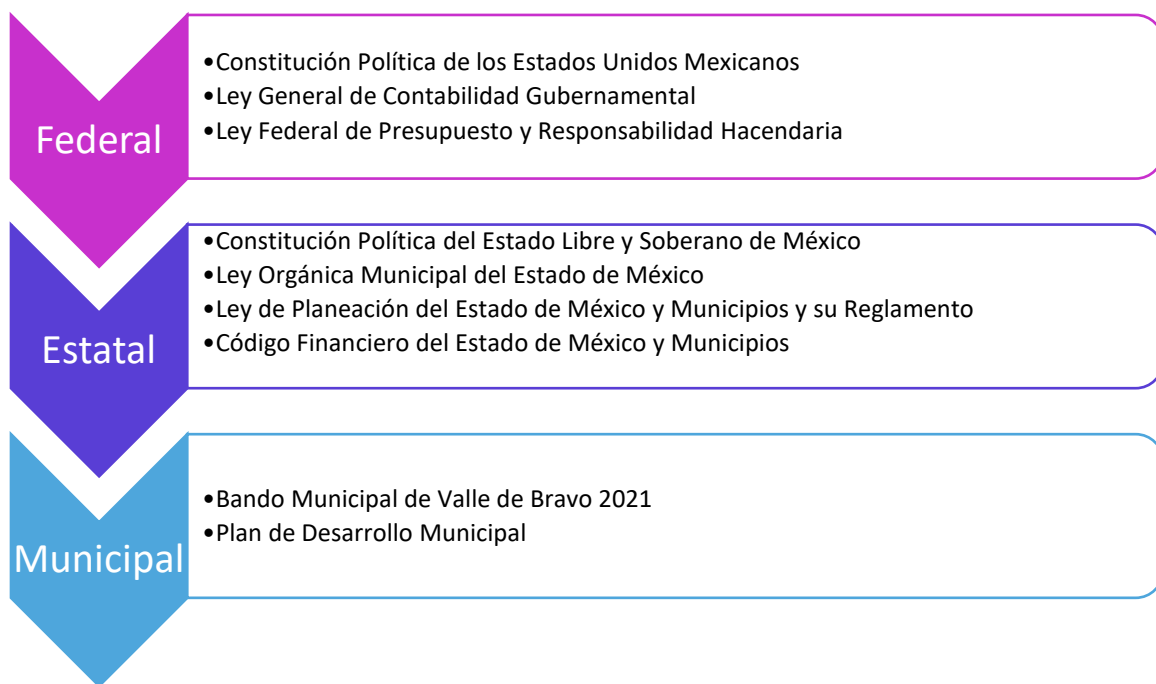 Federal
•Constitución Política de los Estados Unidos Mexicanos
•Ley General de Contabilidad Gubernamental
•Ley Federal de Presupuesto y Responsabilidad Hacendaria
Estatal
•Constitución Política del Estado Libre y Soberano de México
•Ley Orgánica Municipal del Estado de México
•Ley de Planeación del Estado de México y Municipios y su Reglamento
•Código Financiero del Estado de México y Municipios
Municipal
•Bando Municipal de Valle de Bravo 2021
•Plan de Desarrollo Municipal